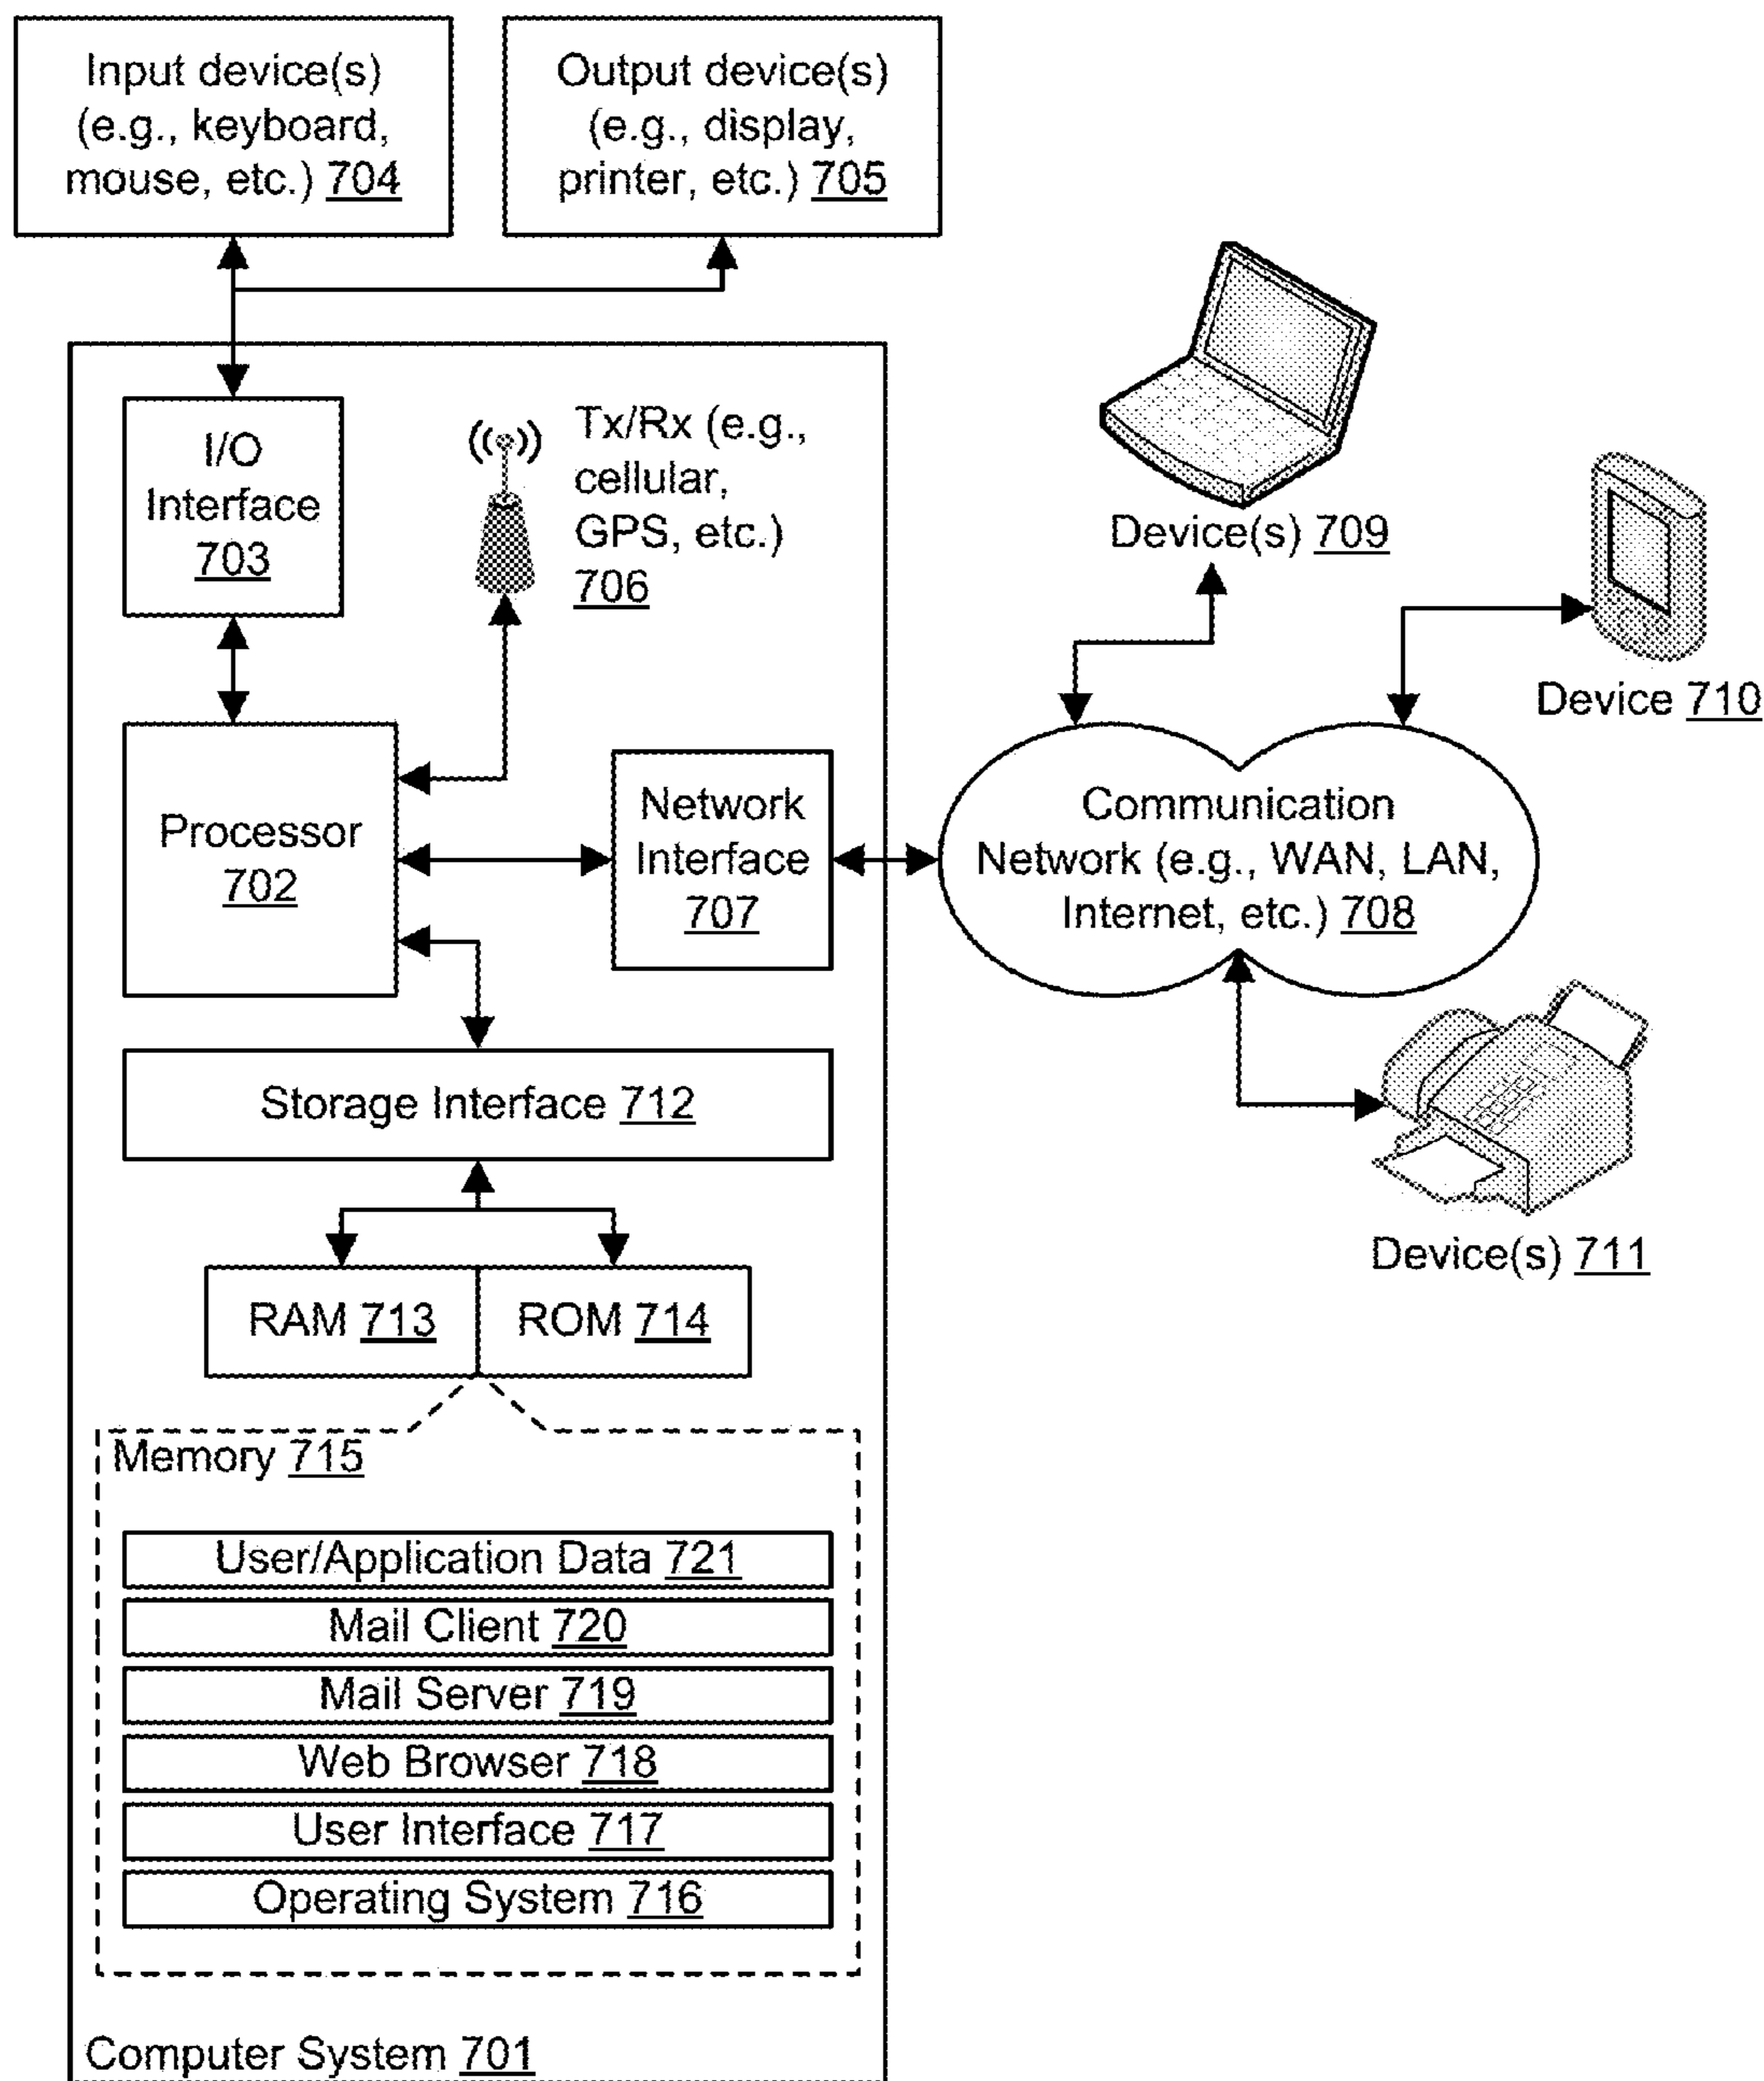 Input device(s)
(e.g., keyboard,
mouse, etc.) 704
Output device(s)
(e.g., display,
printer, etc.) 705
I/O
Interface
703
Tx/Rx (e.g.,
cellular,
GPS, etc.)
706
Device(s) 709
Device 710
Processor
702
Network
Interface
707
Communication
Network (e.g., WAN, LAN,
Internet, etc.) 708
Storage Interface 712
Device(s) 711
RAM 713
ROM 714
Memory 715
User/Application Data 721
Mail Client 720
Mail Server 719
Web Browser 718
User Interface 717
Operating System 716
Computer System 701